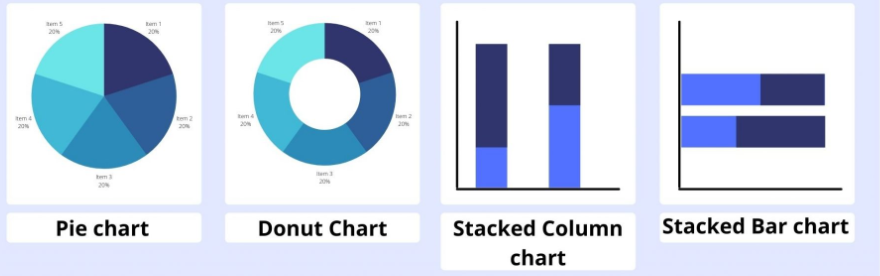 Item 5
20%
Item 1
20%
Item 4
20%
Item 2
20%
Item 3
20%
Pie chart
Item 5
20%
Item 1
20%
Item 4
20%
Item 2
20%
Item 3
20%
Donut Chart
Stacked Column
chart
Stacked Bar chart